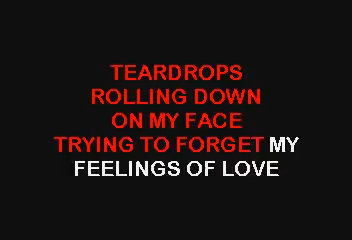 TEARDROPS
ROLLING DOWN
ON MY FACE
TRYING TO FORGET MY
FEELINGS OF LOVE